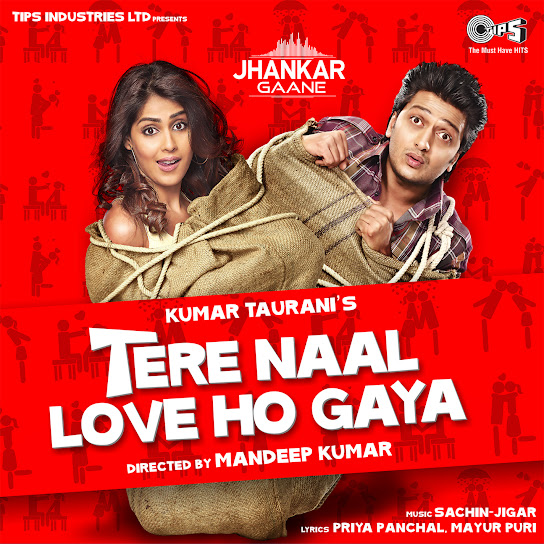 TIPS INDUSTRIES LTD PRESENTS
TIPS
The Must Have HITS
JHANKAR
GAANE
KUMAR TAURANI'S
TERE NAAL
LOVE HO GAYA
DIRECTED BY MANDEEP KUMAR
MUSIC SACHIN-JIGAR
LYRICS PRIYA PANCHAL, MAYUR PURI